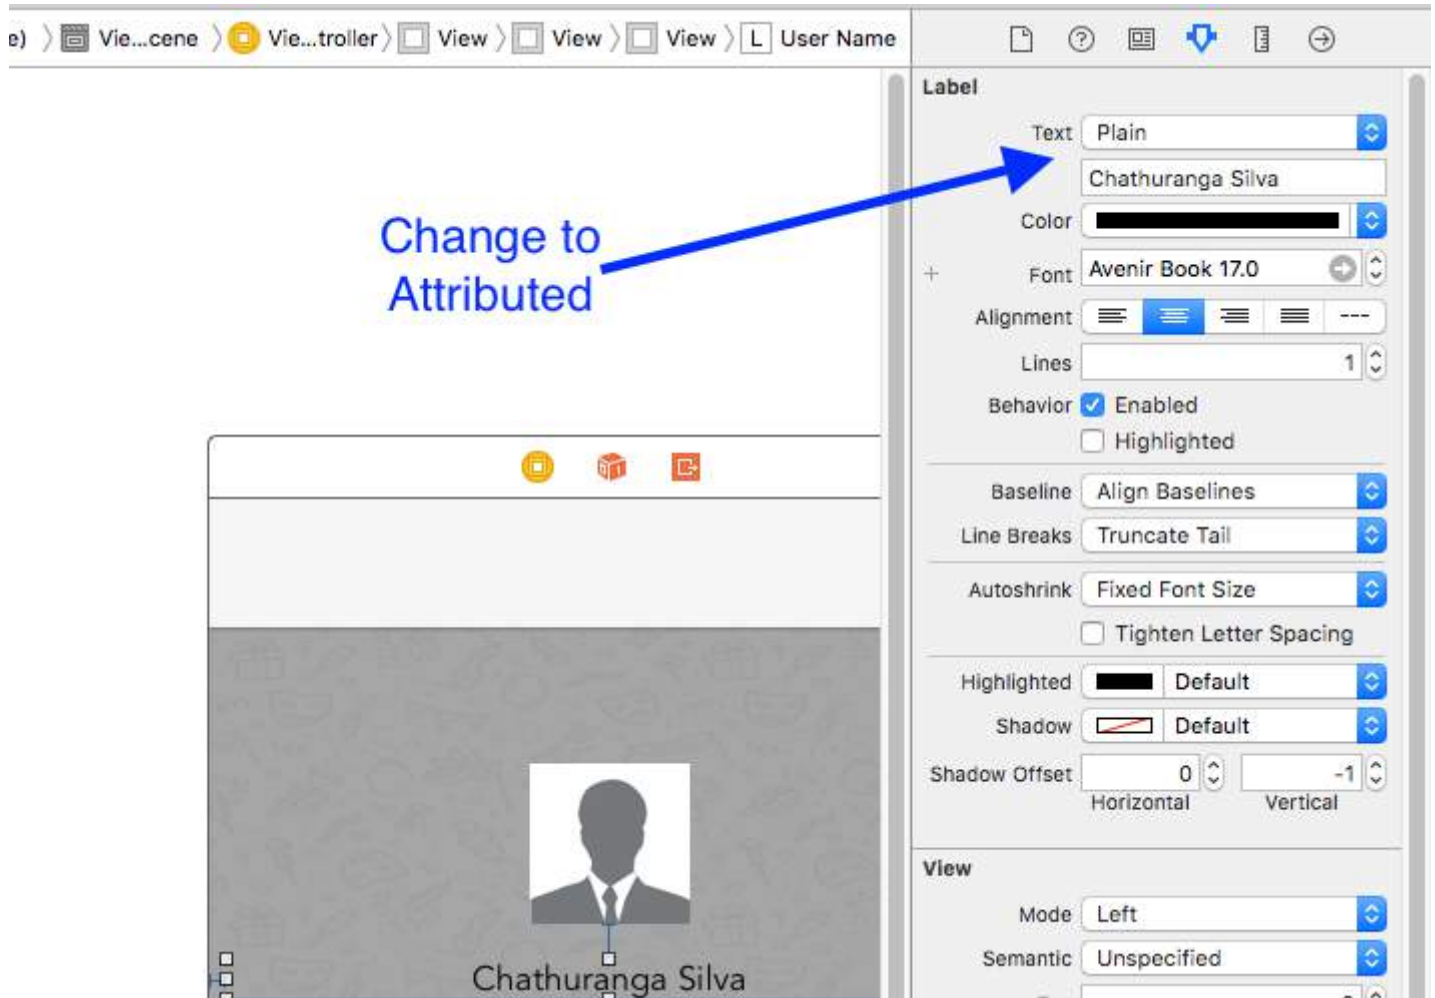 e) 〉 Vie...cene 〉 Vie...troller 〉 View 〉 View 〉 View 〉 L User Name
Label
Text Plain
Chathuranga Silva
Color
+ Font Avenir Book 17.0
Alignment ---
Lines 1
Behavior Enabled
Highlighted
Baseline Align Baselines
Line Breaks Truncate Tail
Autoshrink Fixed Font Size
Tighten Letter Spacing
Highlighted Default
Shadow Default
Shadow Offset 0 -1
Horizontal Vertical
View
Mode Left
Semantic Unspecified
Change to
Attributed
Chathuranga Silva